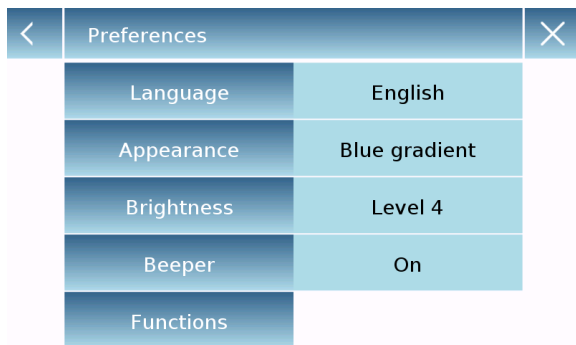 Preferences
Language English
Appearance Blue gradient
Brightness Level 4
Beeper On
Functions